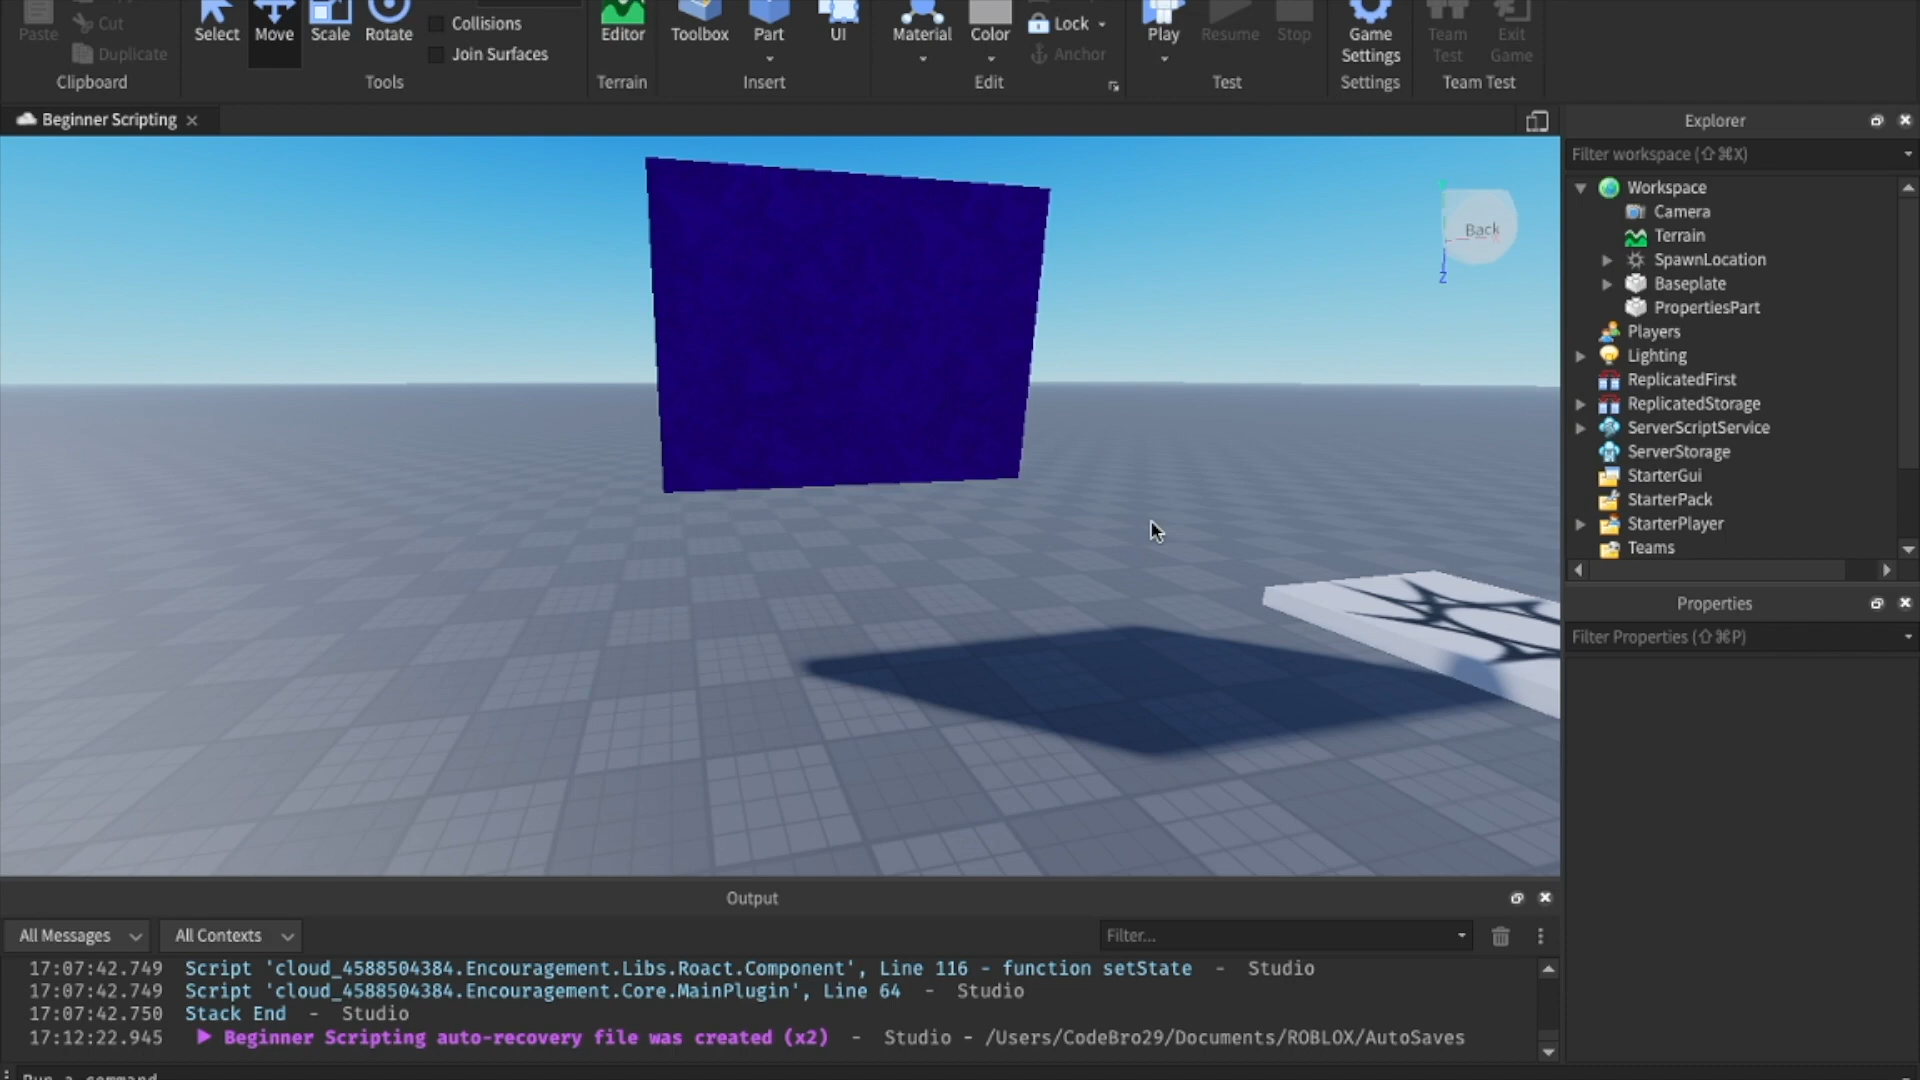 Cut
Paste
Duplicate
Clipboard
Select Move Scale Rotate
Collisions
Join Surfaces
Tools
Editor
Terrain
Toolbox Part UI
Insert
Material Color
Lock
Anchor
Edit
Play Resume Stop
Test
Game
Settings
Settings
Team
Test
Exit
Game
Team Test
Beginner Scripting
Back
Z
Explorer
Filter workspace (⇧⌘X)
Workspace
Camera
Terrain
SpawnLocation
Baseplate
PropertiesPart
Players
Lighting
ReplicatedFirst
ReplicatedStorage
ServerScriptService
ServerStorage
StarterGui
StarterPack
StarterPlayer
Teams
Properties
Filter Properties (⇧⌘P)
Output
All Messages All Contexts Filter...
17:07:42.749 Script 'cloud_4588504384.Encouragement.Libs.Roact.Component', Line 116 - function setState - Studio
17:07:42.749 Script 'cloud_4588504384.Encouragement.Core.MainPlugin', Line 64 - Studio
17:07:42.750 Stack End - Studio
17:12:22.945 ▶ Beginner Scripting auto-recovery file was created (x2) - Studio - /Users/CodeBro29/Documents/ROBLOX/AutoSaves
Run a command